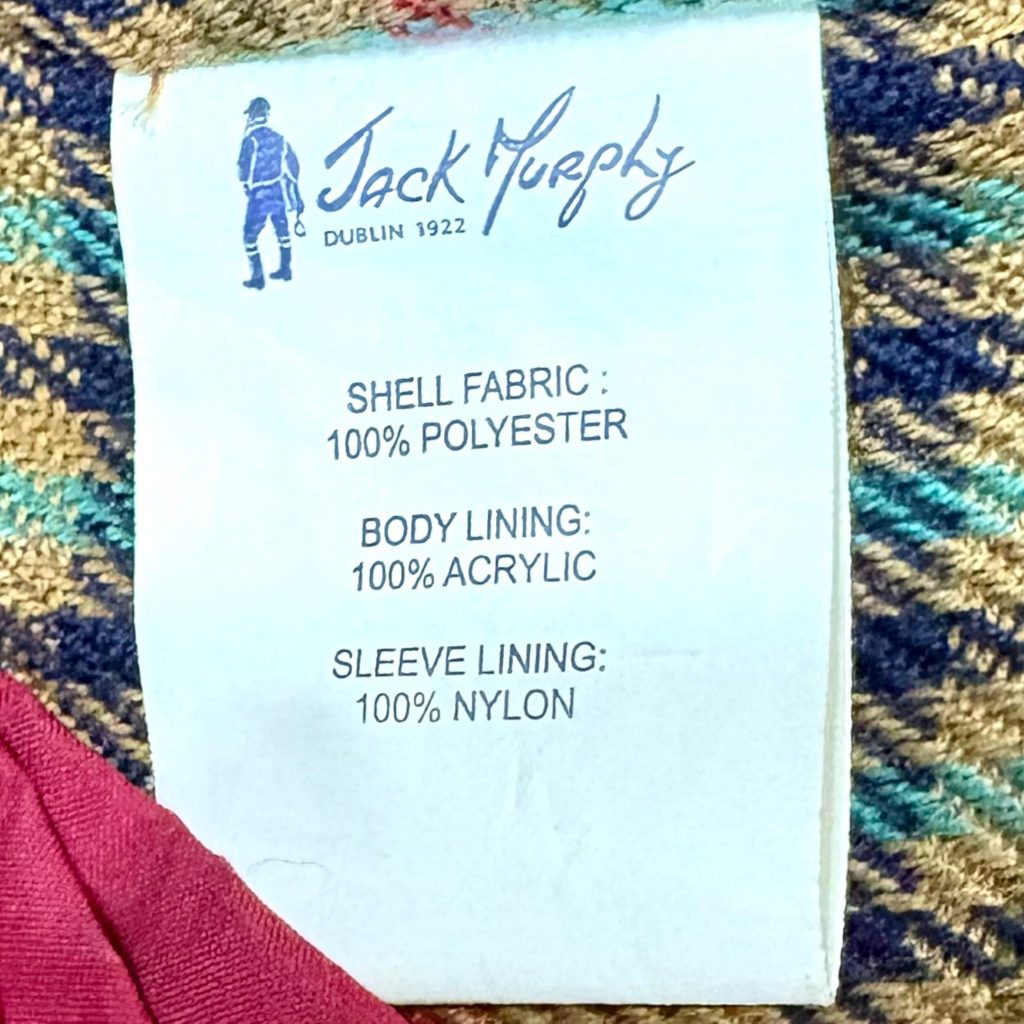 Jack Murphy
DUBLIN 1922
SHELL FABRIC :
100% POLYESTER
BODY LINING:
100% ACRYLIC
SLEEVE LINING:
100% NYLON